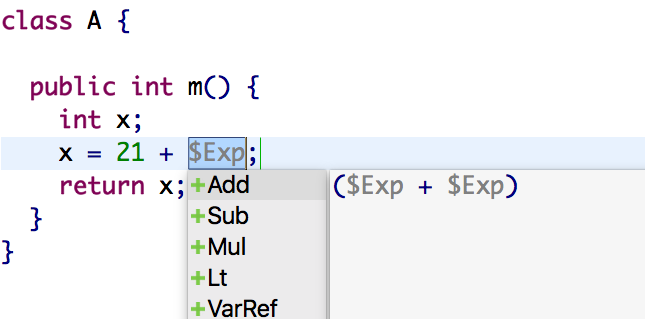 class A {
public int m() {
int x;
x = 21 + $Exp;
return x;
}
}
+Add
+Sub
+Mul
+Lt
+VarRef
($Exp + $Exp)